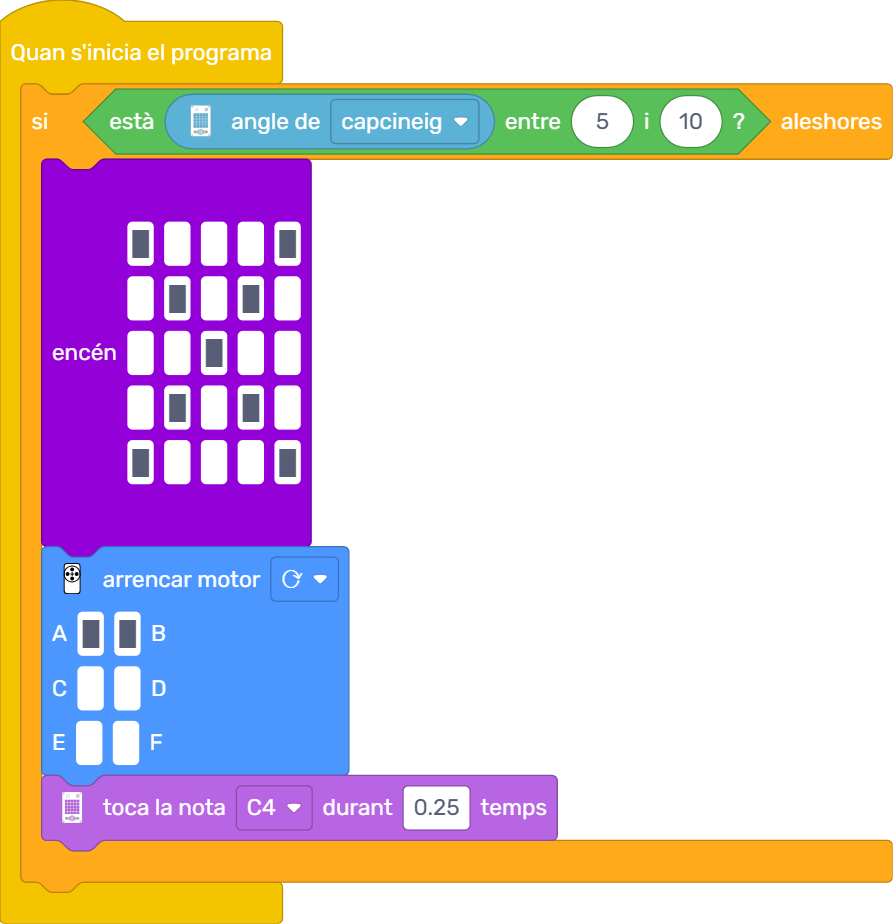 Quan s'inicia el programa
si està angle de capcineig entre 5 i 10 ? aleshores
encén
arrencar motor
A B
C D
E F
toca la nota C4 durant 0.25 temps